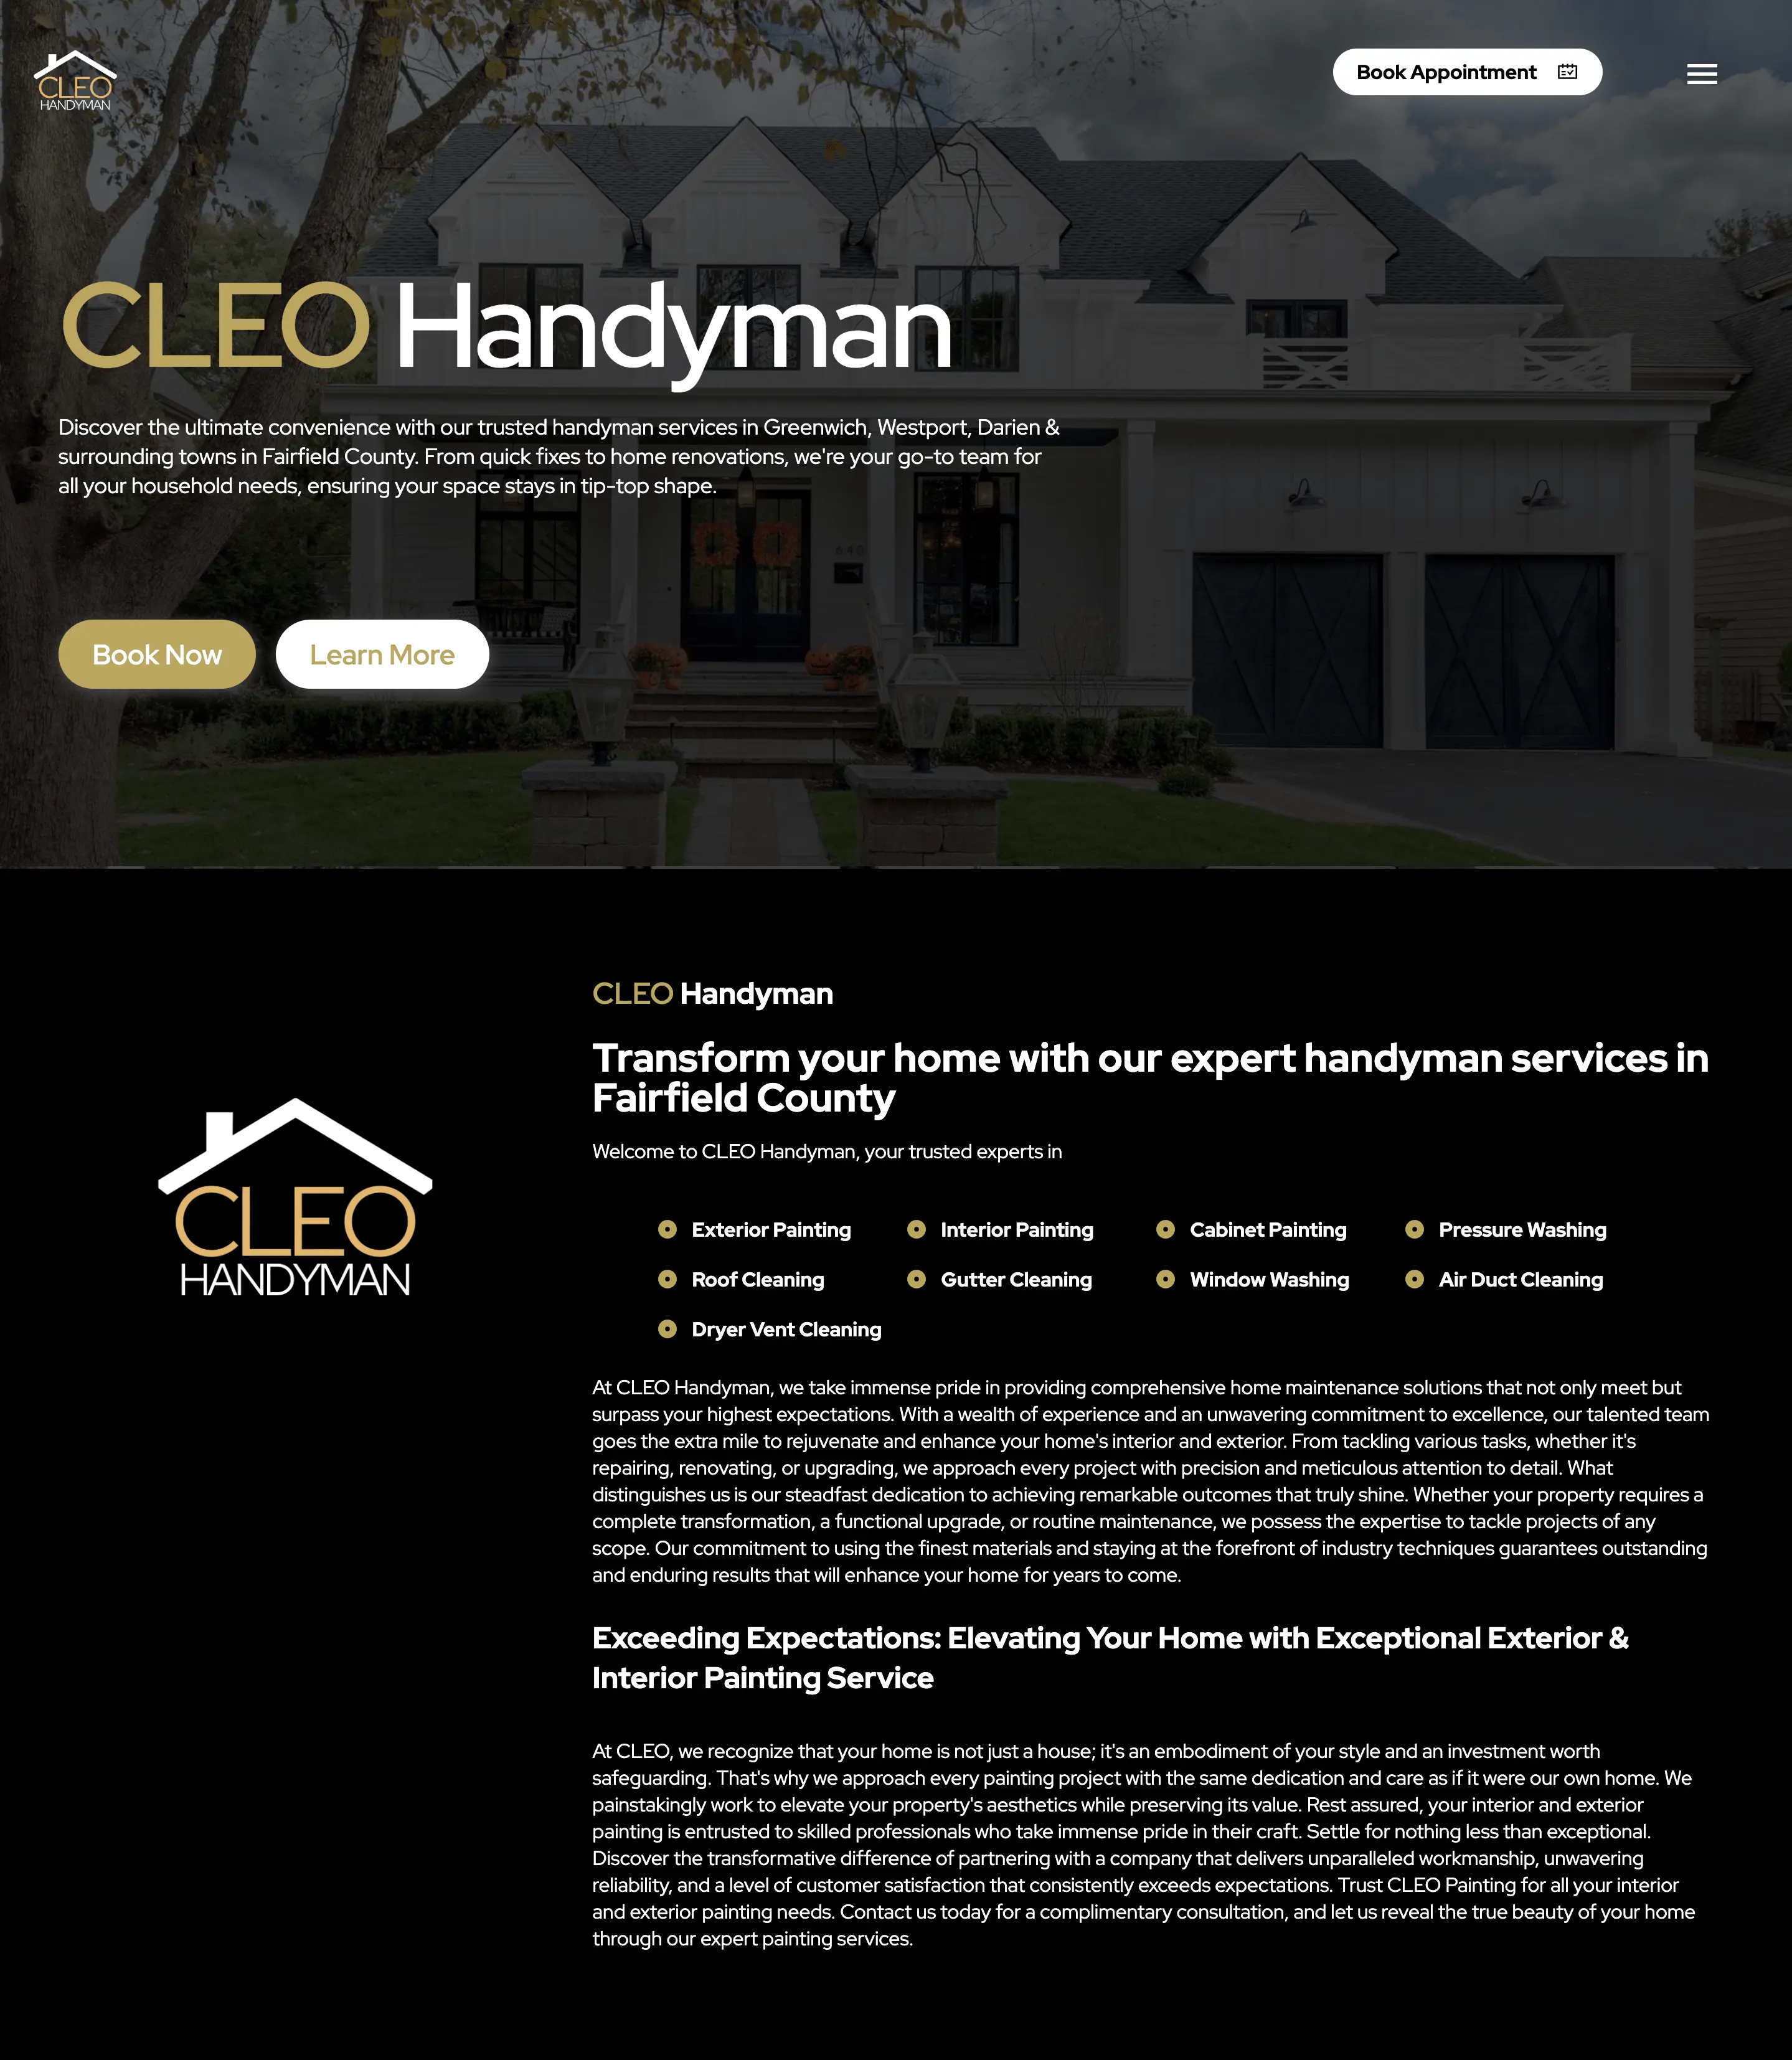 CLEO
HANDYMAN
Book Appointment
CLEO Handyman
Discover the ultimate convenience with our trusted handyman services in Greenwich, Westport, Darien &
surrounding towns in Fairfield County. From quick fixes to home renovations, we're your go-to team for
all your household needs, ensuring your space stays in tip-top shape.
640
Book Now
Learn More
CLEO Handyman
Transform your home with our expert handyman services in
Fairfield County
Welcome to CLEO Handyman, your trusted experts in
CLEO
HANDYMAN
Exterior Painting
Interior Painting
Cabinet Painting
Pressure Washing
Roof Cleaning
Gutter Cleaning
Window Washing
Air Duct Cleaning
Dryer Vent Cleaning
At CLEO Handyman, we take immense pride in providing comprehensive home maintenance solutions that not only meet but
surpass your highest expectations. With a wealth of experience and an unwavering commitment to excellence, our talented team
goes the extra mile to rejuvenate and enhance your home's interior and exterior. From tackling various tasks, whether it's
repairing, renovating, or upgrading, we approach every project with precision and meticulous attention to detail. What
distinguishes us is our steadfast dedication to achieving remarkable outcomes that truly shine. Whether your property requires a
complete transformation, a functional upgrade, or routine maintenance, we possess the expertise to tackle projects of any
scope. Our commitment to using the finest materials and staying at the forefront of industry techniques guarantees outstanding
and enduring results that will enhance your home for years to come.
Exceeding Expectations: Elevating Your Home with Exceptional Exterior &
Interior Painting Service
At CLEO, we recognize that your home is not just a house; it's an embodiment of your style and an investment worth
safeguarding. That's why we approach every painting project with the same dedication and care as if it were our own home. We
painstakingly work to elevate your property's aesthetics while preserving its value. Rest assured, your interior and exterior
painting is entrusted to skilled professionals who take immense pride in their craft. Settle for nothing less than exceptional.
Discover the transformative difference of partnering with a company that delivers unparalleled workmanship, unwavering
reliability, and a level of customer satisfaction that consistently exceeds expectations. Trust CLEO Painting for all your interior
and exterior painting needs. Contact us today for a complimentary consultation, and let us reveal the true beauty of your home
through our expert painting services.